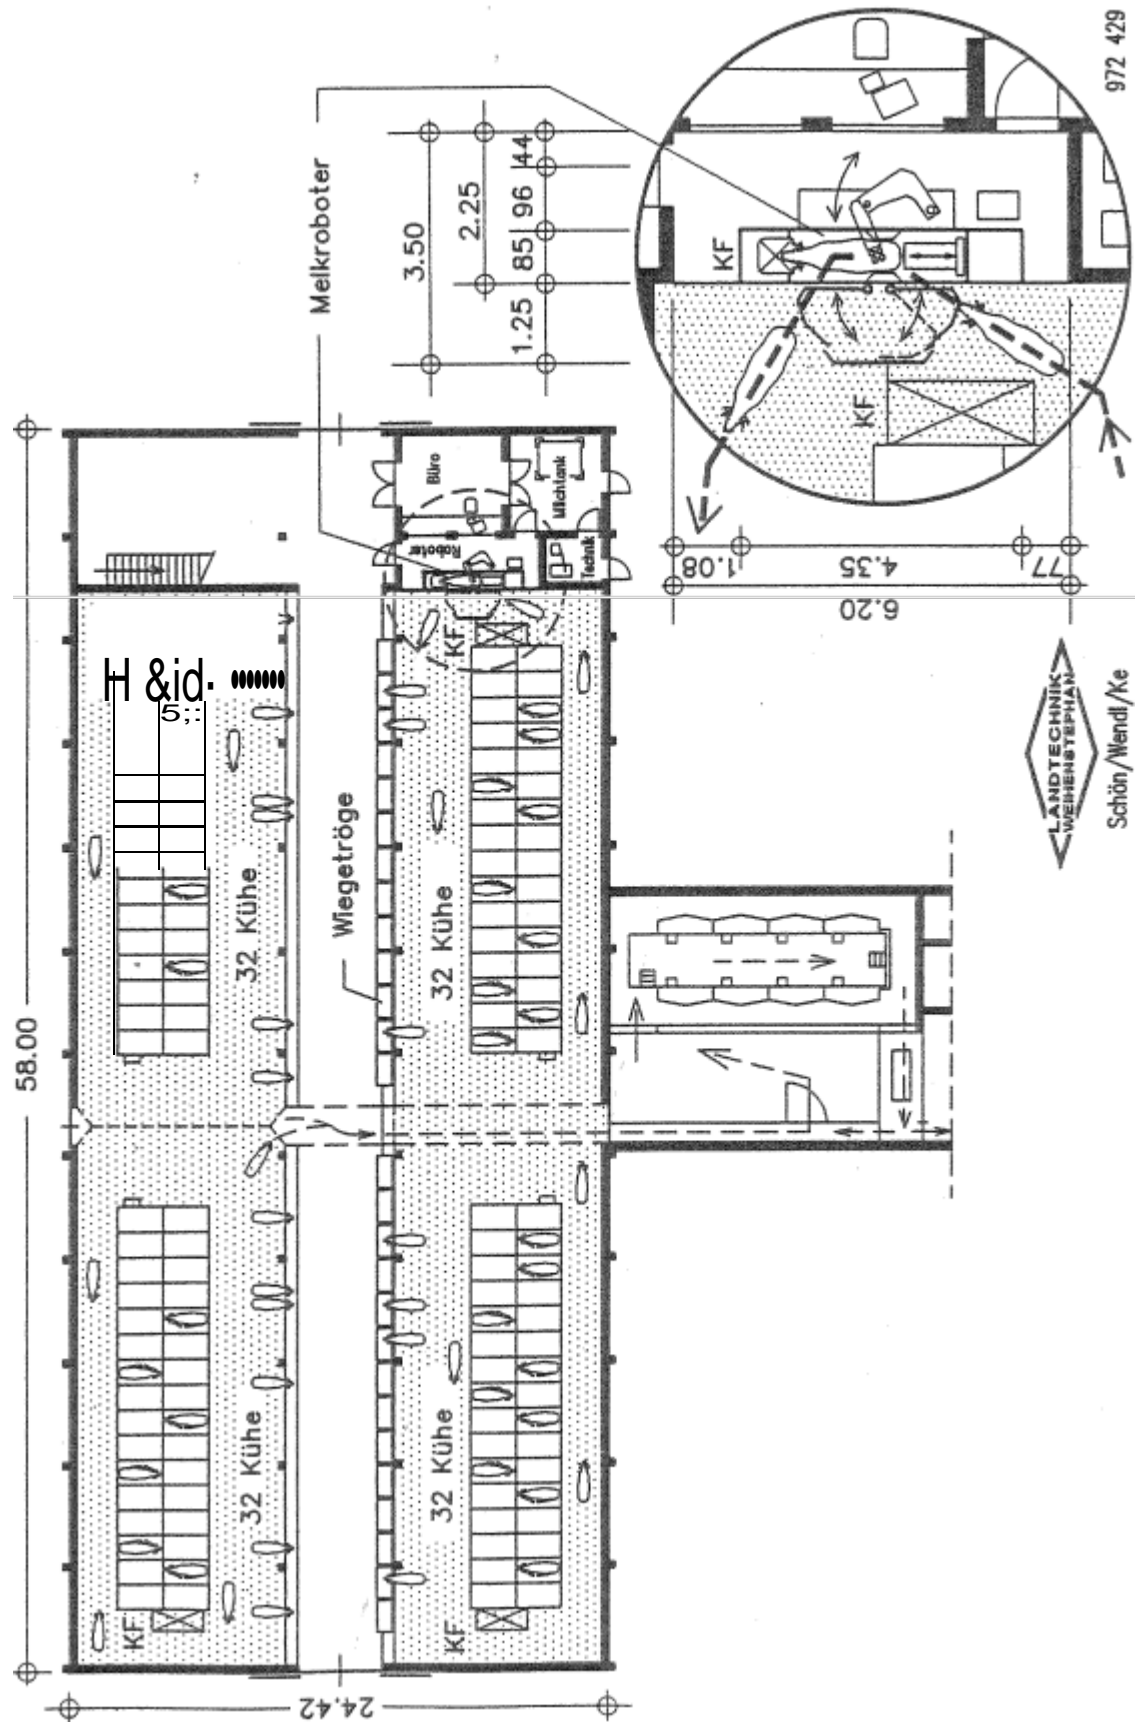 972 429
Melkroboter
3.50
2.25
1.25
85
96
44
KF
KF
1.08
4.35
77
6.20
Büro
Milchtank
Roboter
Technik
KF
H &id·
5;:
32 Kühe
Wiegetröge
32 Kühe
58.00
32 Kühe
32 Kühe
KF
KF
24.42
LANDTECHNIK
WEIHENSTEPHAN
Schön/Wendl/Ke